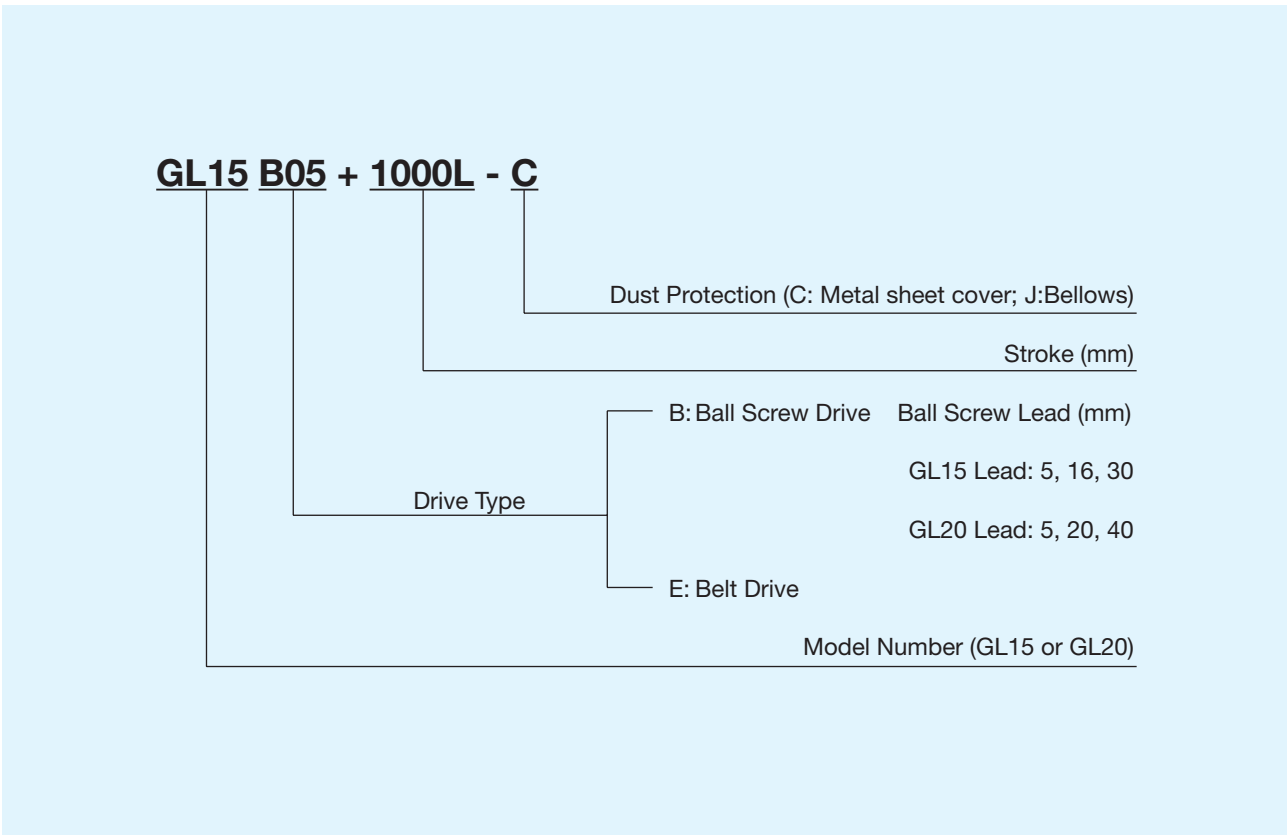 GL15 B05 + 1000L - C
Dust Protection (C: Metal sheet cover; J:Bellows)
Stroke (mm)
B: Ball Screw Drive Ball Screw Lead (mm)
GL15 Lead: 5, 16, 30
Drive Type
GL20 Lead: 5, 20, 40
E: Belt Drive
Model Number (GL15 or GL20)